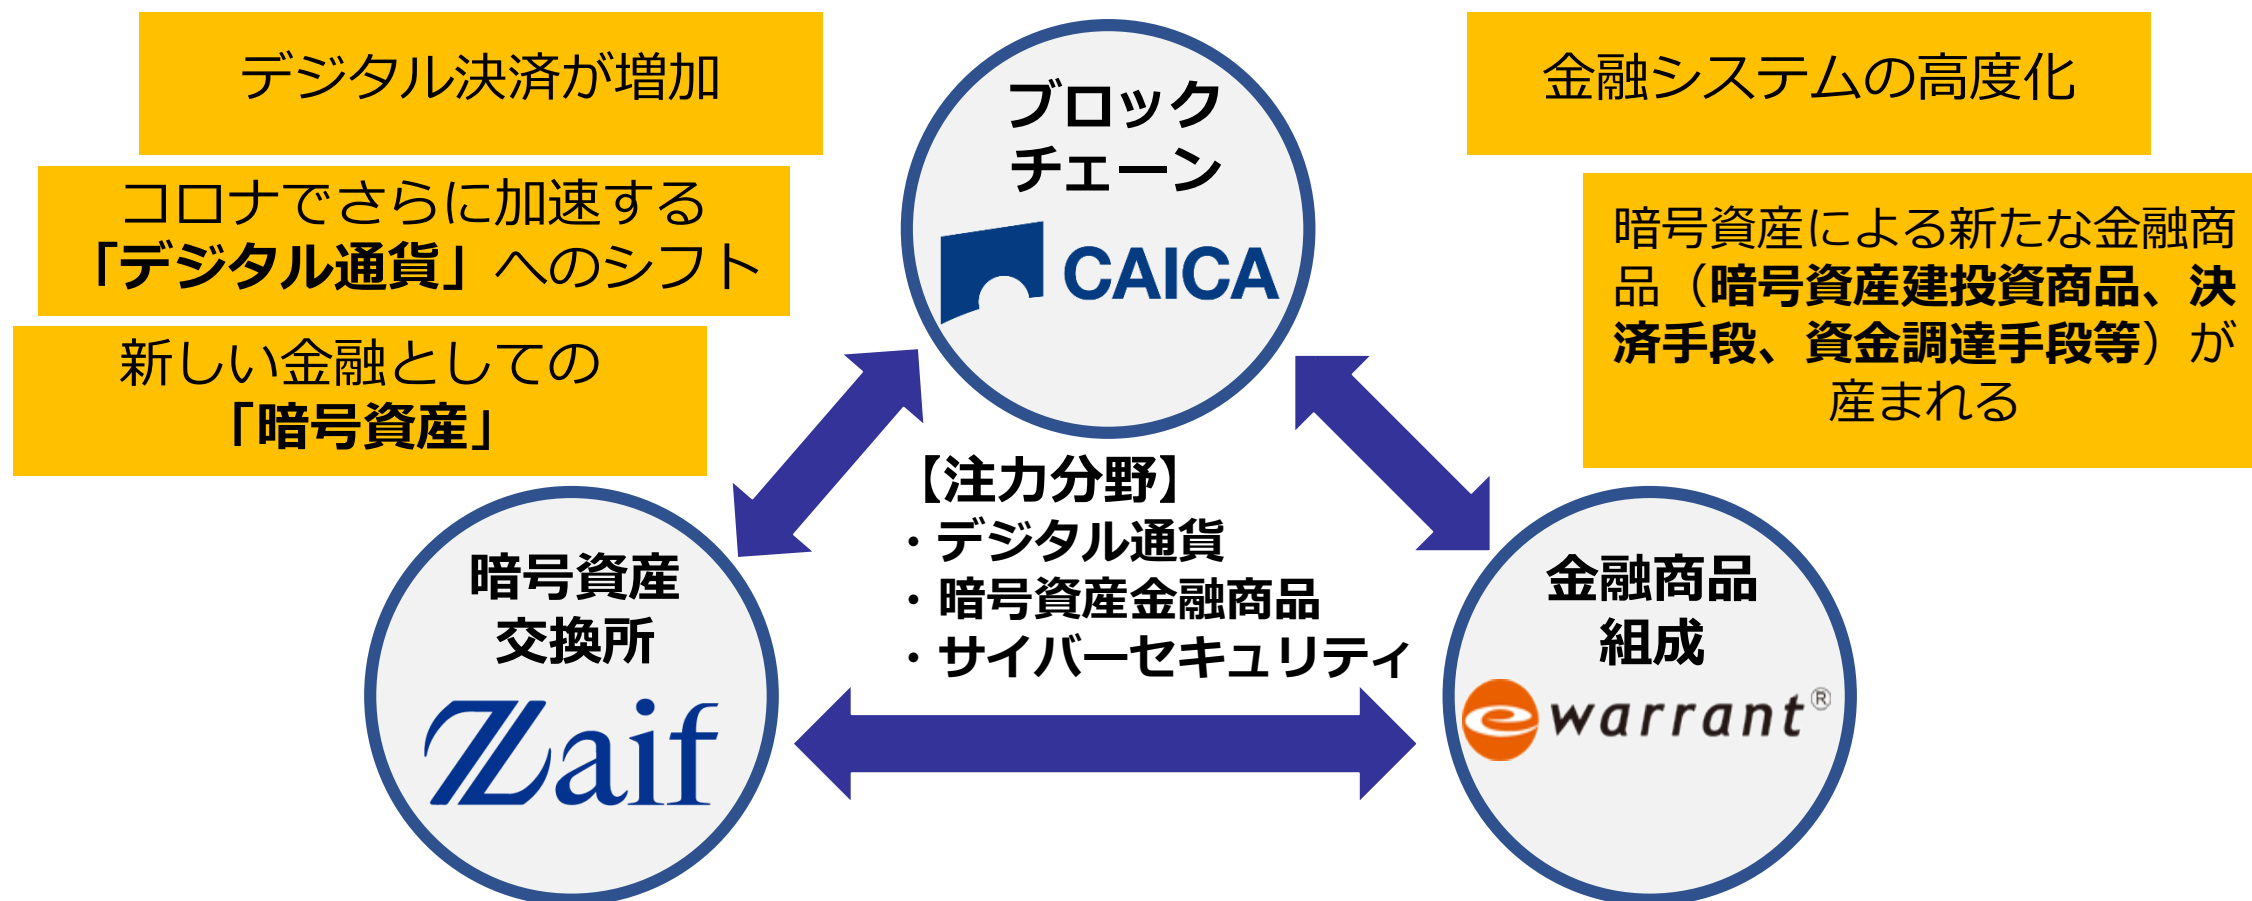 デジタル決済が増加
コロナでさらに加速する
「デジタル通貨」へのシフト
新しい金融としての
「暗号資産」
ブロック
チェーン
CAICA
金融システムの高度化
暗号資産による新たな金融商
品（暗号資産建投資商品、決
済手段、資金調達手段等）が
産まれる
【注力分野】
・デジタル通貨
・暗号資産金融商品
・サイバーセキュリティ
暗号資産
交換所
Zaif
金融商品
組成
e warrant®